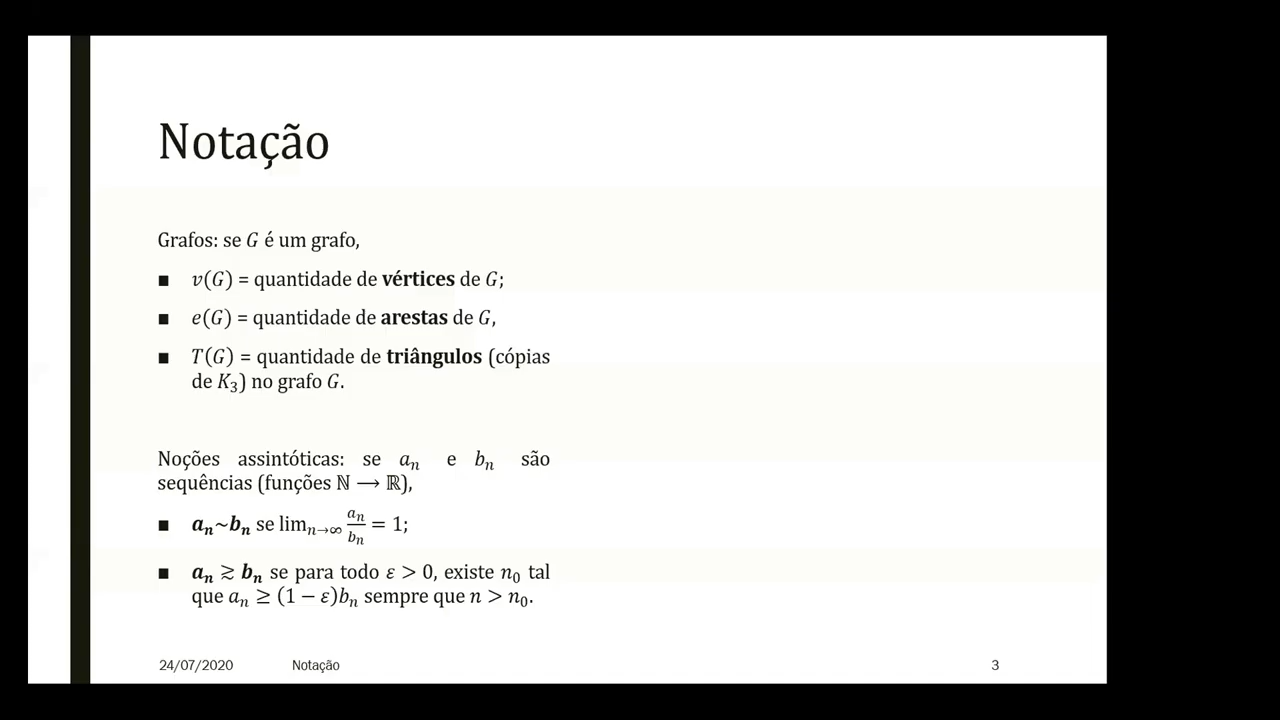 Notação
Grafos: se G é um grafo,
■ v(G) = quantidade de vértices de G;
■ e(G) = quantidade de arestas de G,
■ T(G) = quantidade de triângulos (cópias
de K₃) no grafo G.
Noções assintóticas: se aₙ e bₙ são
sequências (funções ℕ ⟶ ℝ),
■ aₙ~bₙ se limₙ→∞ aₙ/bₙ = 1;
■ aₙ ≳ bₙ se para todo ε > 0, existe n₀ tal
que aₙ ≥ (1 − ε)bₙ sempre que n > n₀.
24/07/2020 Notação 3